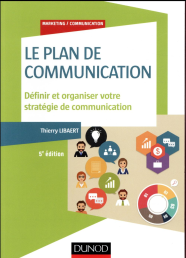 MARKETING / COMMUNICATION
LE PLAN DE
COMMUNICATION
Définir et organiser votre
stratégie de communication
Thierry LIBAERT
5e édition
DUNOD